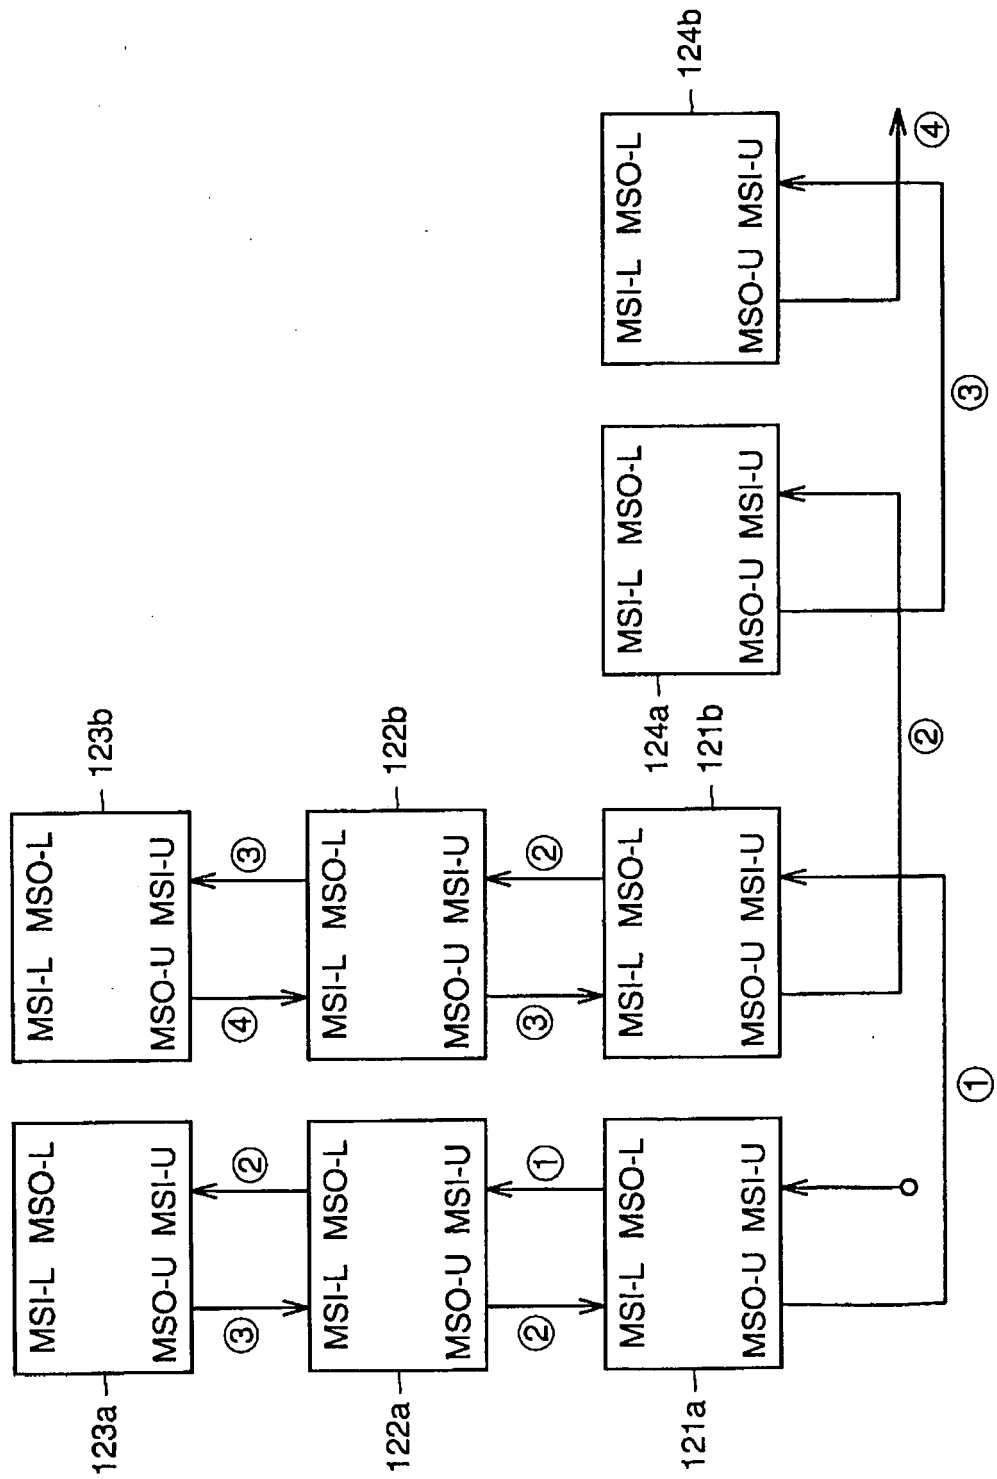 MSI-L MSO-L
MSI-L MSO-L
123a
123b
MSO-U MSI-U
MSO-U MSI-U
③
②
④
③
MSI-L MSO-L
MSI-L MSO-L
122a
122b
MSO-U MSI-U
MSO-U MSI-U
②
①
③
②
MSI-L MSO-L
MSI-L MSO-L
MSI-L MSO-L
MSI-L MSO-L
121a
121b
124a
124b
MSO-U MSI-U
MSO-U MSI-U
MSO-U MSI-U
MSO-U MSI-U
②
④
①
③